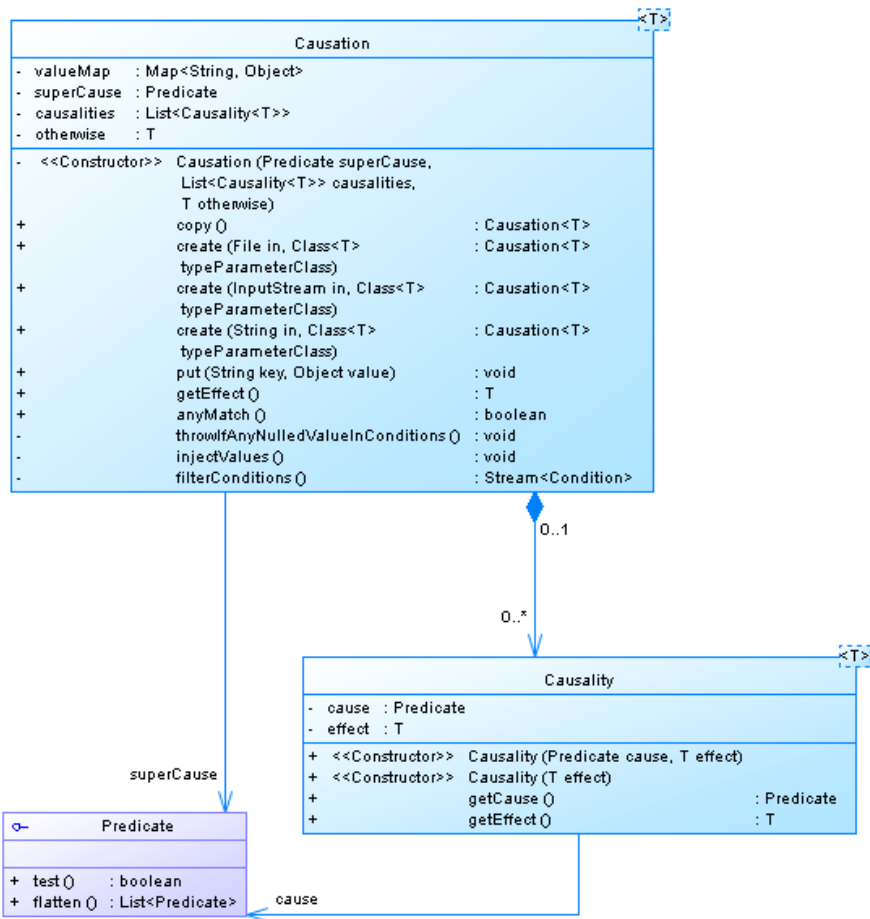 <T>
Causation
- valueMap : Map<String, Object>
- superCause : Predicate
- causalities : List<Causality<T>>
- otherwise : T
- <<Constructor>> Causation (Predicate superCause,
List<Causality<T>> causalities,
T otherwise)
+ copy () : Causation<T>
+ create (File in, Class<T> : Causation<T>
typeParameterClass)
+ create (InputStream in, Class<T> : Causation<T>
typeParameterClass)
+ create (String in, Class<T> : Causation<T>
typeParameterClass)
+ put (String key, Object value) : void
+ getEffect () : T
+ anyMatch () : boolean
- throwIfAnyNulledValueInConditions () : void
- injectValues () : void
- filterConditions () : Stream<Condition>
0..1
0..*
<T>
Causality
- cause : Predicate
- effect : T
+ <<Constructor>> Causality (Predicate cause, T effect)
+ <<Constructor>> Causality (T effect)
+ getCause () : Predicate
+ getEffect () : T
superCause
Predicate
+ test () : boolean
+ flatten () : List<Predicate>
cause